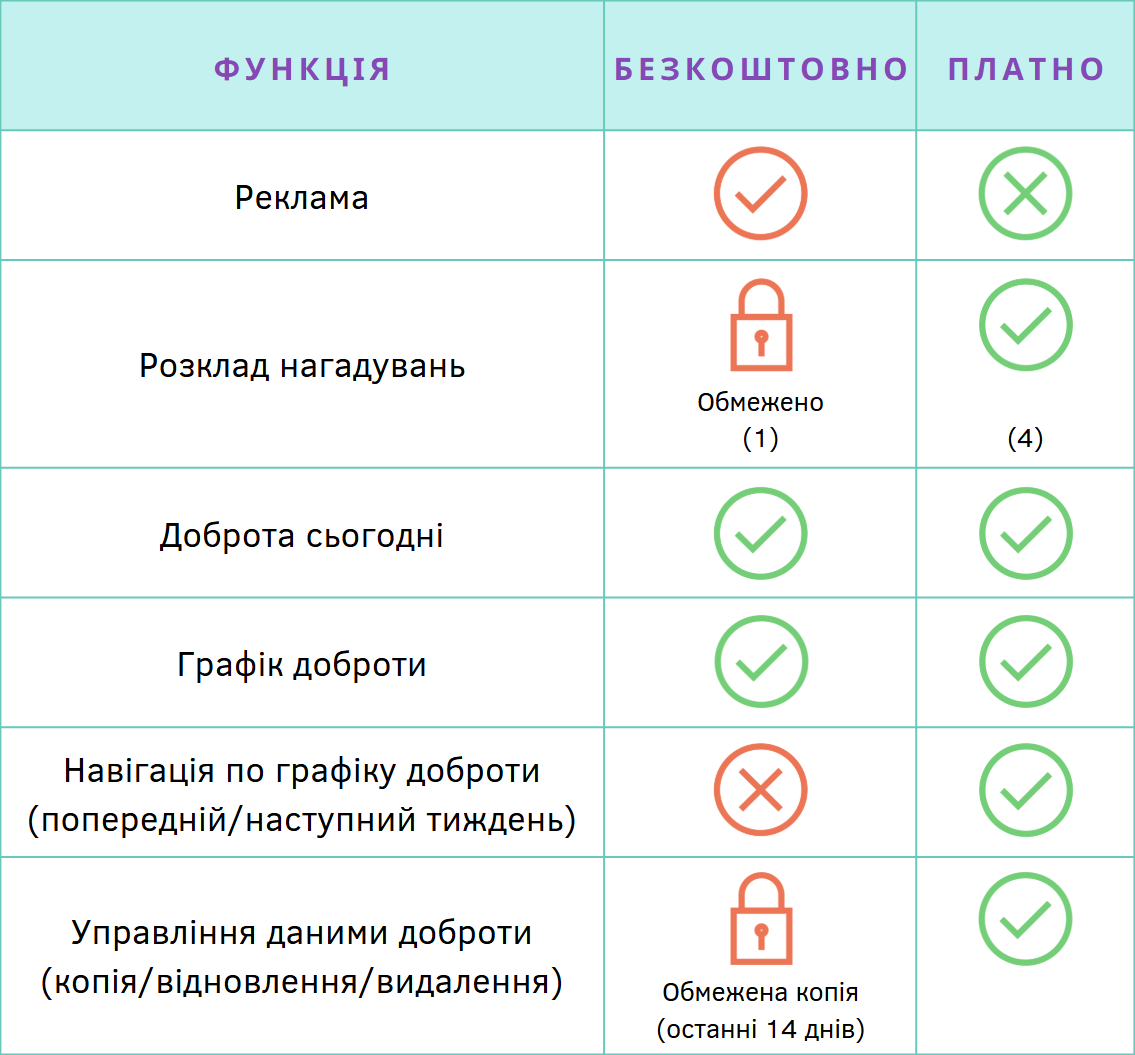 ФУНКЦІЯ
БЕЗКОШТОВНО
ПЛАТНО
Реклама
Розклад нагадувань
Обмежено
(1)
(4)
Доброта сьогодні
Графік доброти
Навігація по графіку доброти
(попередній/наступний тиждень)
Управління даними доброти
(копія/відновлення/видалення)
Обмежена копія
(останні 14 днів)